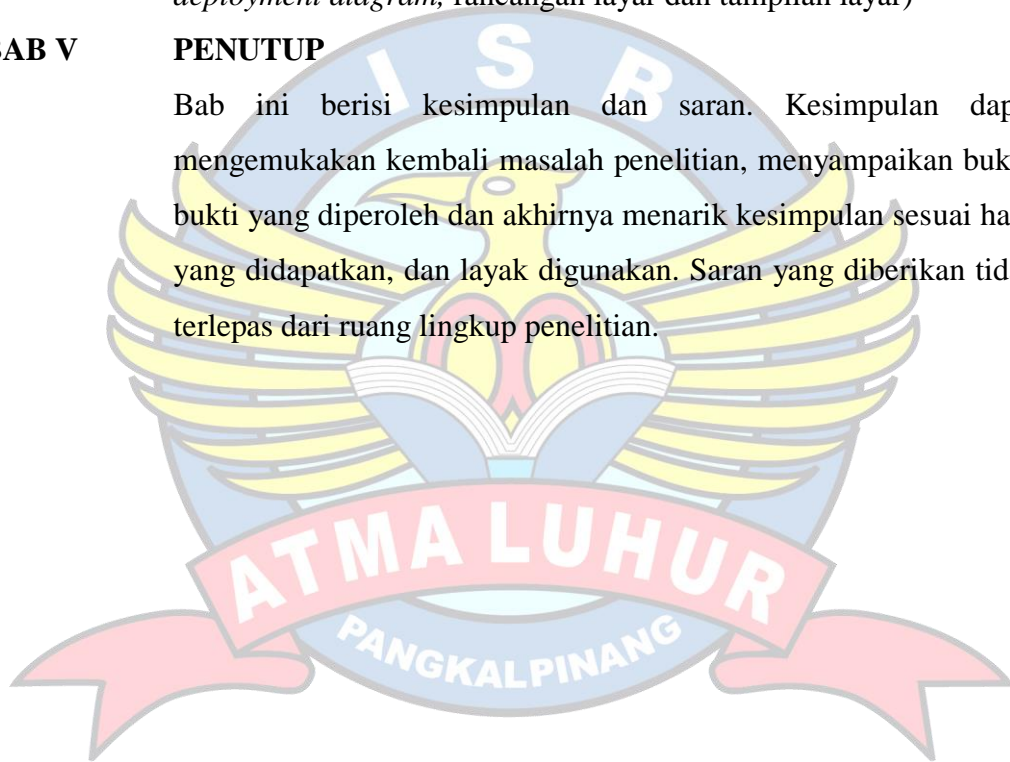 deployment diagram, rancangan layar dan tampilan layar)
BAB V PENUTUP
Bab ini berisi kesimpulan dan saran. Kesimpulan dap
mengemukakan kembali masalah penelitian, menyampaikan buk
bukti yang diperoleh dan akhirnya menarik kesimpulan sesuai ha
yang didapatkan, dan layak digunakan. Saran yang diberikan tid
terlepas dari ruang lingkup penelitian.
I S B
ATMA LUHUR
PANGKALPINANG